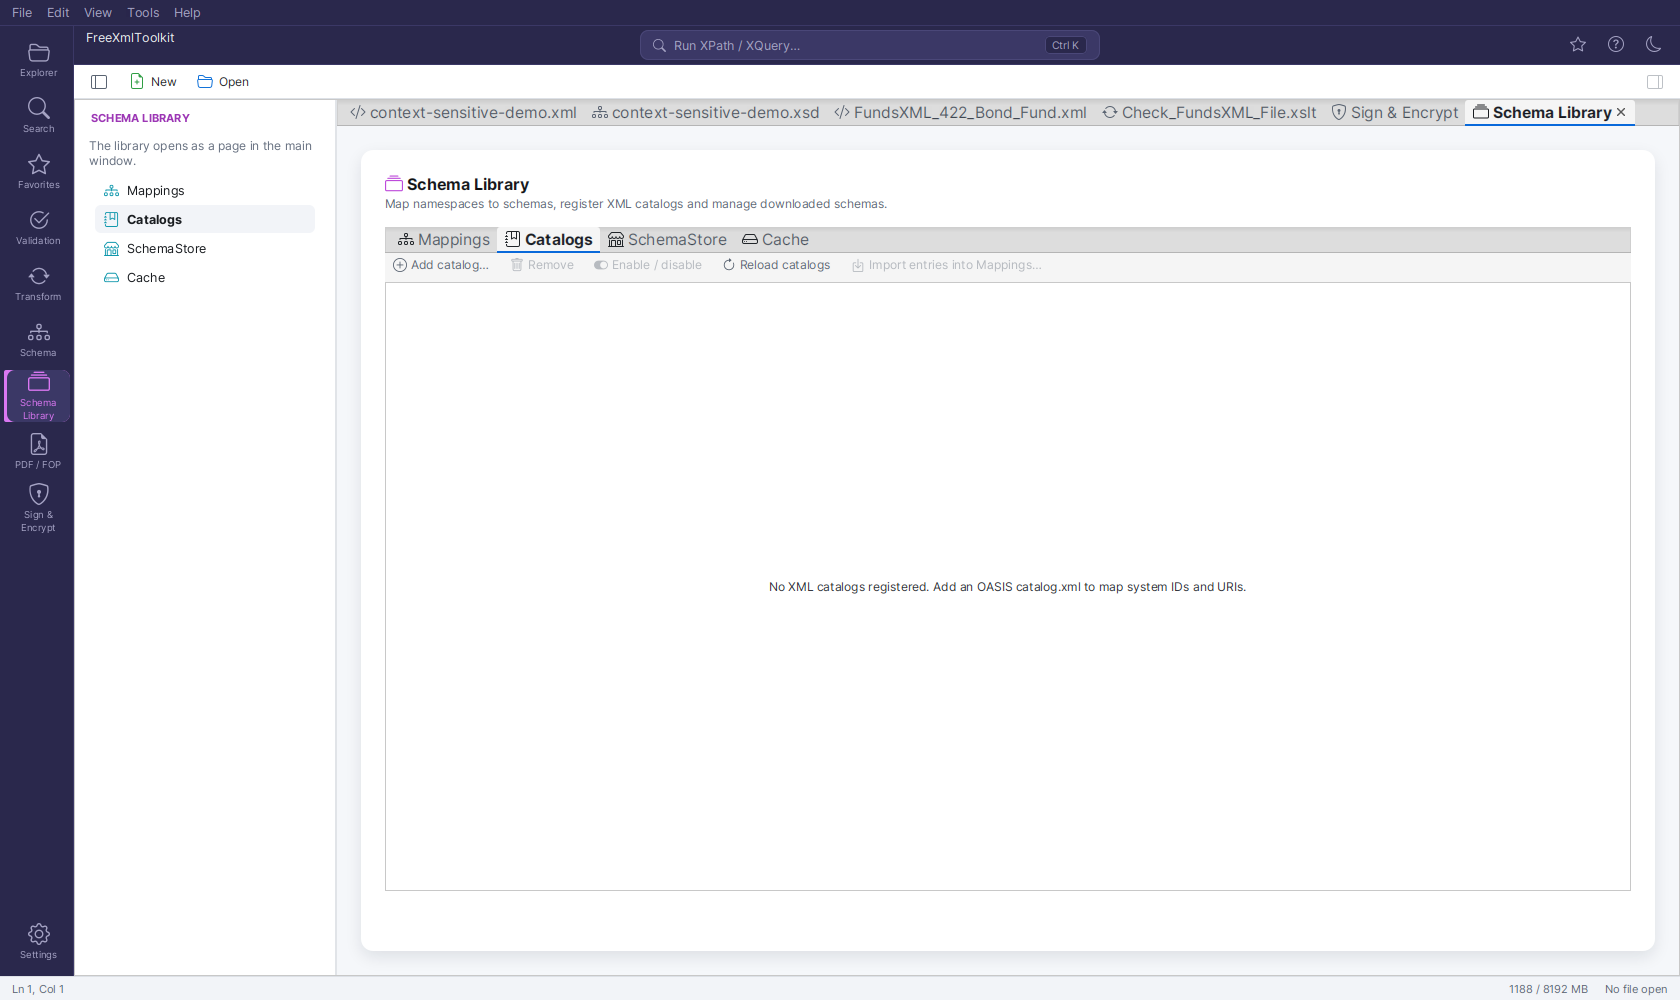 File Edit View Tools Help
FreeXmlToolkit
Run XPath / XQuery... Ctrl K
New Open
Explorer
Search
Favorites
Validation
Transform
Schema
Schema
Library
PDF / FOP
Sign &
Encrypt
Settings
SCHEMA LIBRARY
The library opens as a page in the main
window.
Mappings
Catalogs
SchemaStore
Cache
context-sensitive-demo.xml context-sensitive-demo.xsd FundsXML_422_Bond_Fund.xml Check_FundsXML_File.xslt Sign & Encrypt Schema Library
Schema Library
Map namespaces to schemas, register XML catalogs and manage downloaded schemas.
Mappings Catalogs SchemaStore Cache
Add catalog... Remove Enable / disable Reload catalogs Import entries into Mappings...
No XML catalogs registered. Add an OASIS catalog.xml to map system IDs and URIs.
Ln 1, Col 1 1188 / 8192 MB No file open